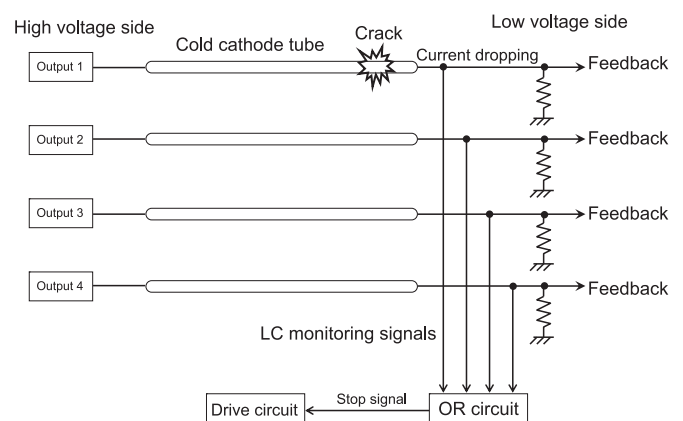 High voltage side
Low voltage side
Cold cathode tube
Crack
Current dropping
Output 1
Feedback
Output 2
Feedback
Output 3
Feedback
Output 4
Feedback
LC monitoring signals
Drive circuit
Stop signal
OR circuit